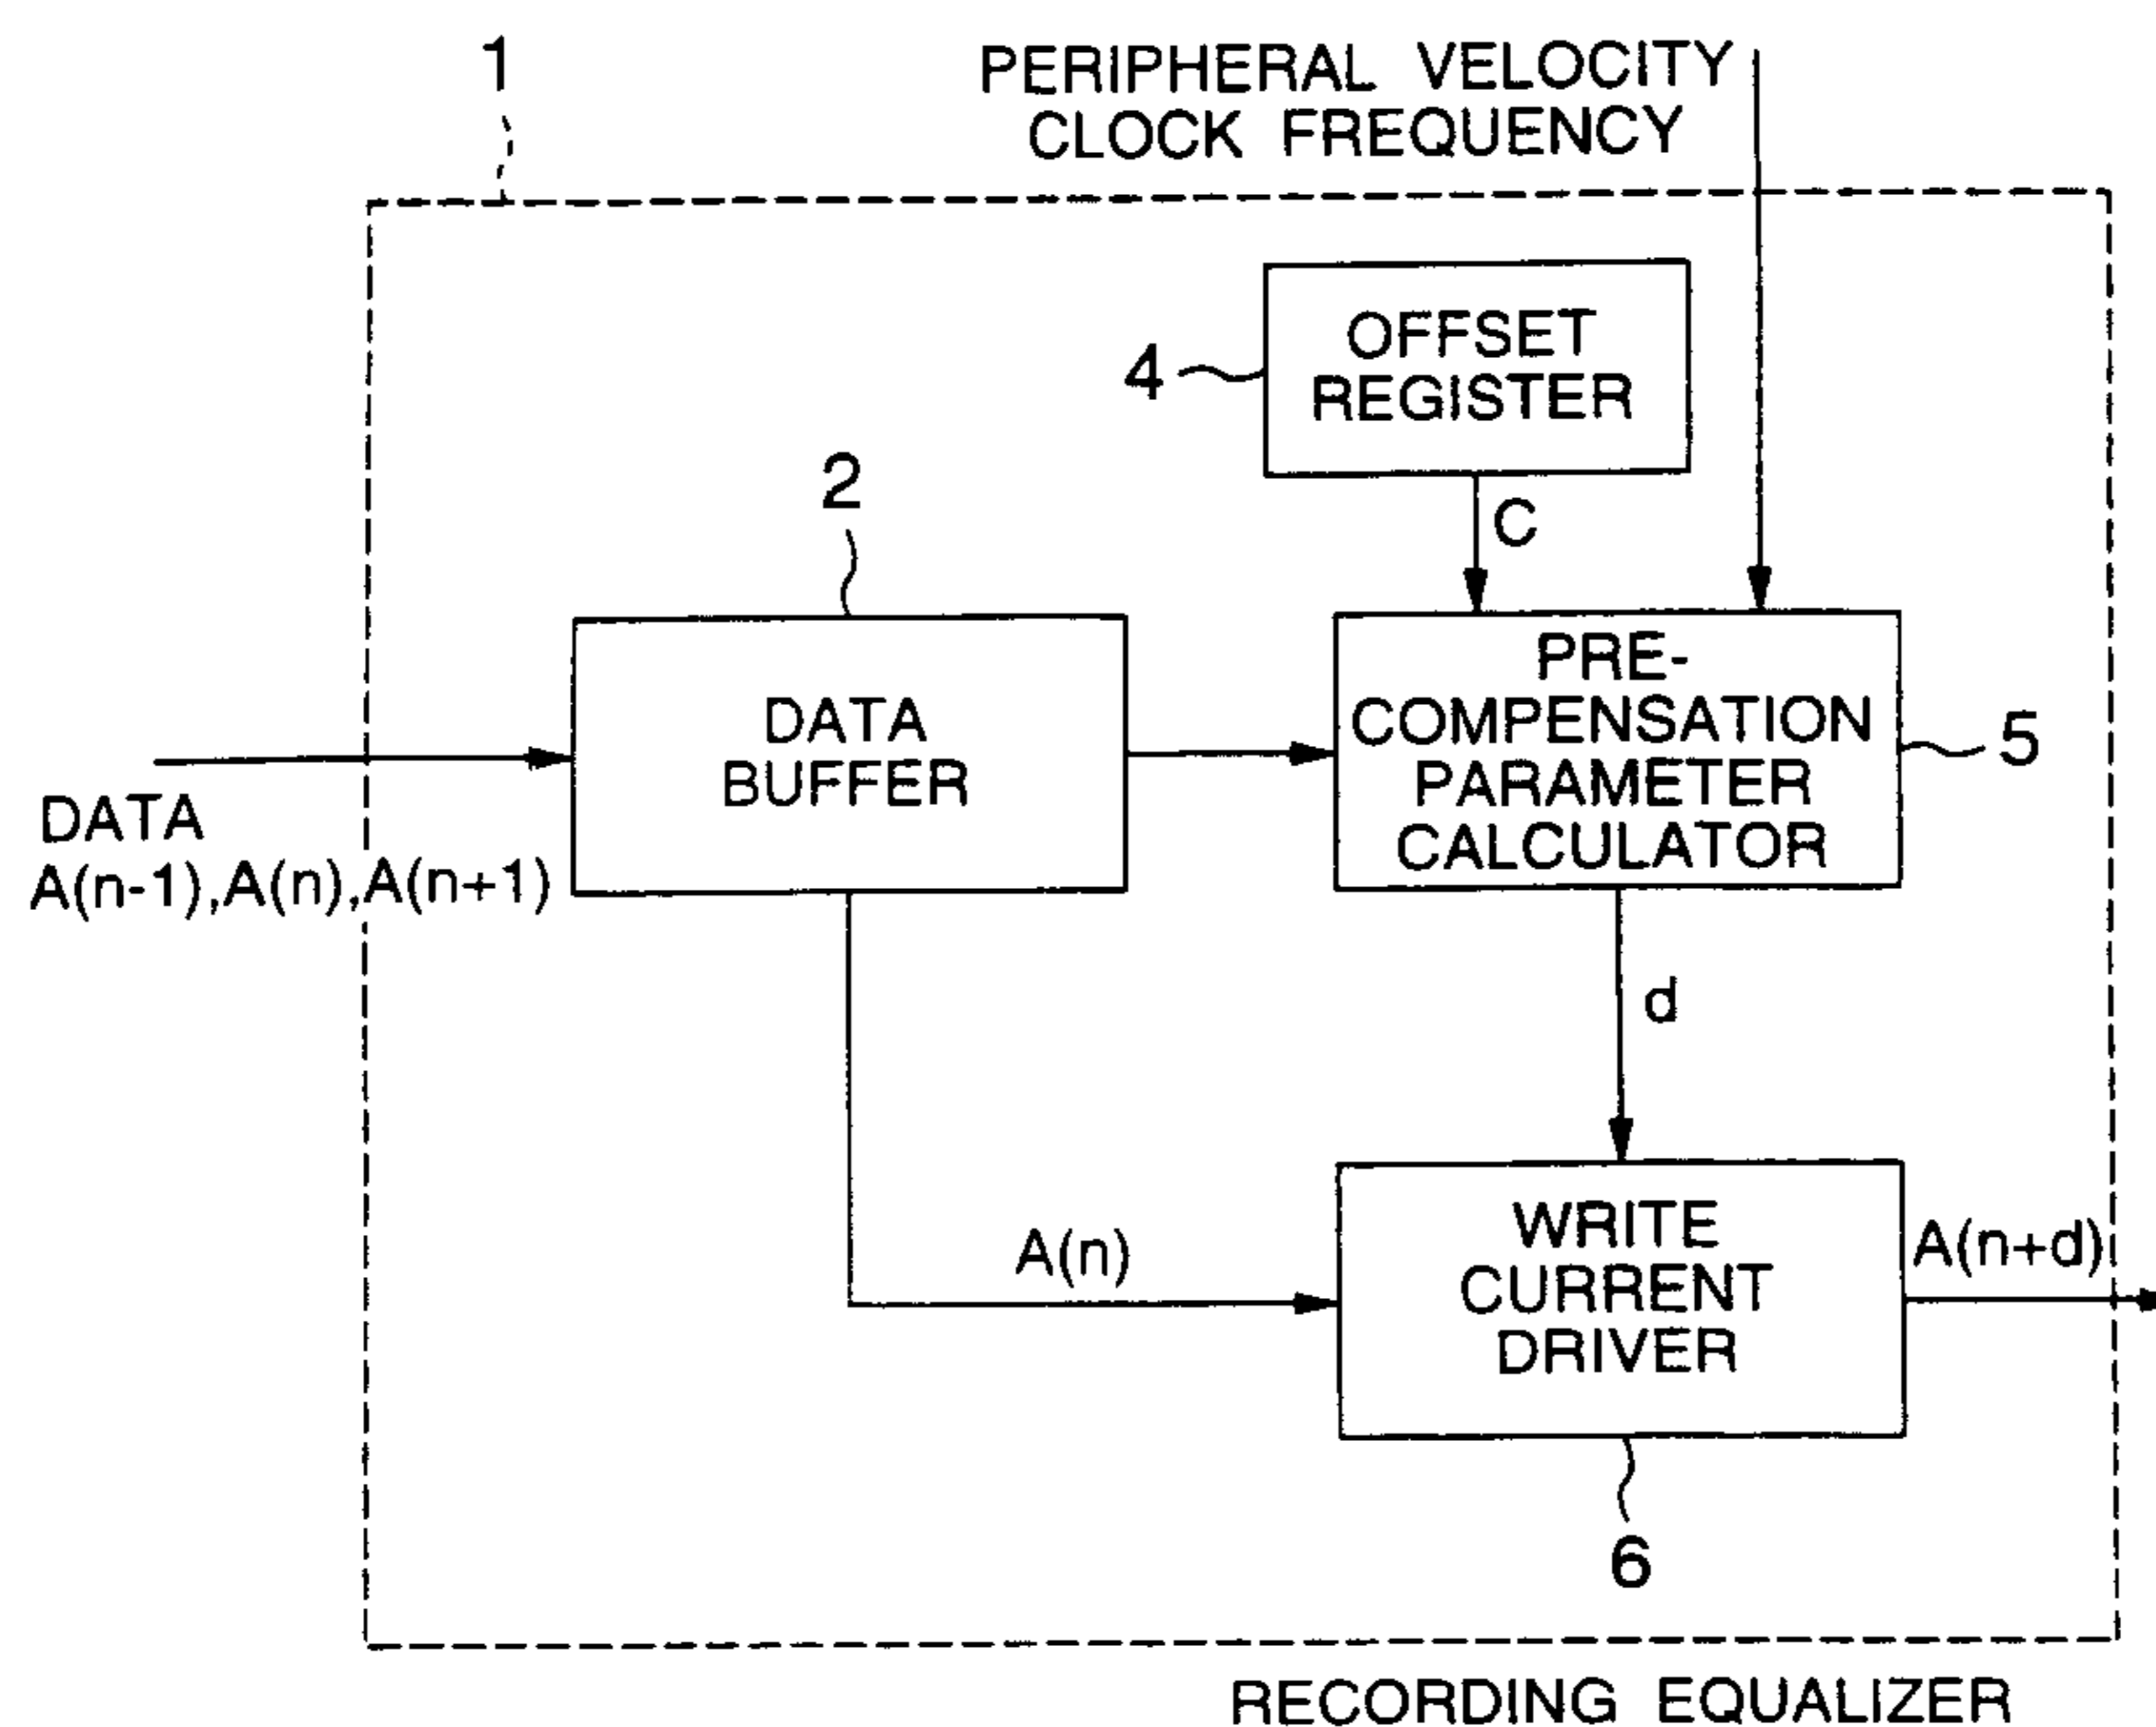 1
PERIPHERAL VELOCITY
CLOCK FREQUENCY
OFFSET
REGISTER
4
C
2
DATA
BUFFER
PRE-
COMPENSATION
PARAMETER
CALCULATOR
5
DATA
A(n-1),A(n),A(n+1)
d
A(n)
WRITE
CURRENT
DRIVER
A(n+d)
6
RECORDING EQUALIZER